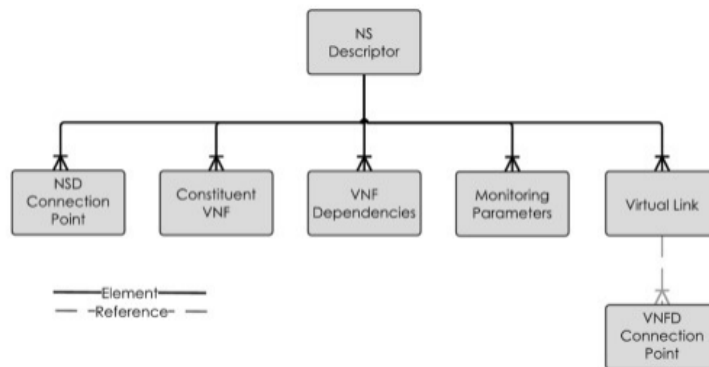 NS
Descriptor
NSD
Connection
Point
Constituent
VNF
VNF
Dependencies
Monitoring
Parameters
Virtual Link
Element
Reference
VNFD
Connection
Point